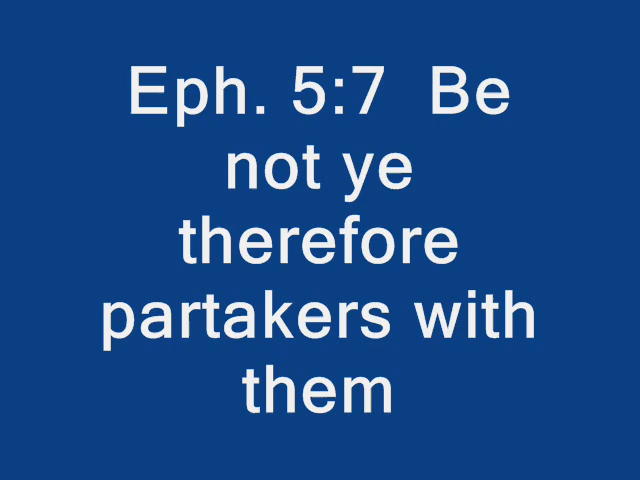 Eph. 5:7  Be
not ye
therefore
partakers with
them